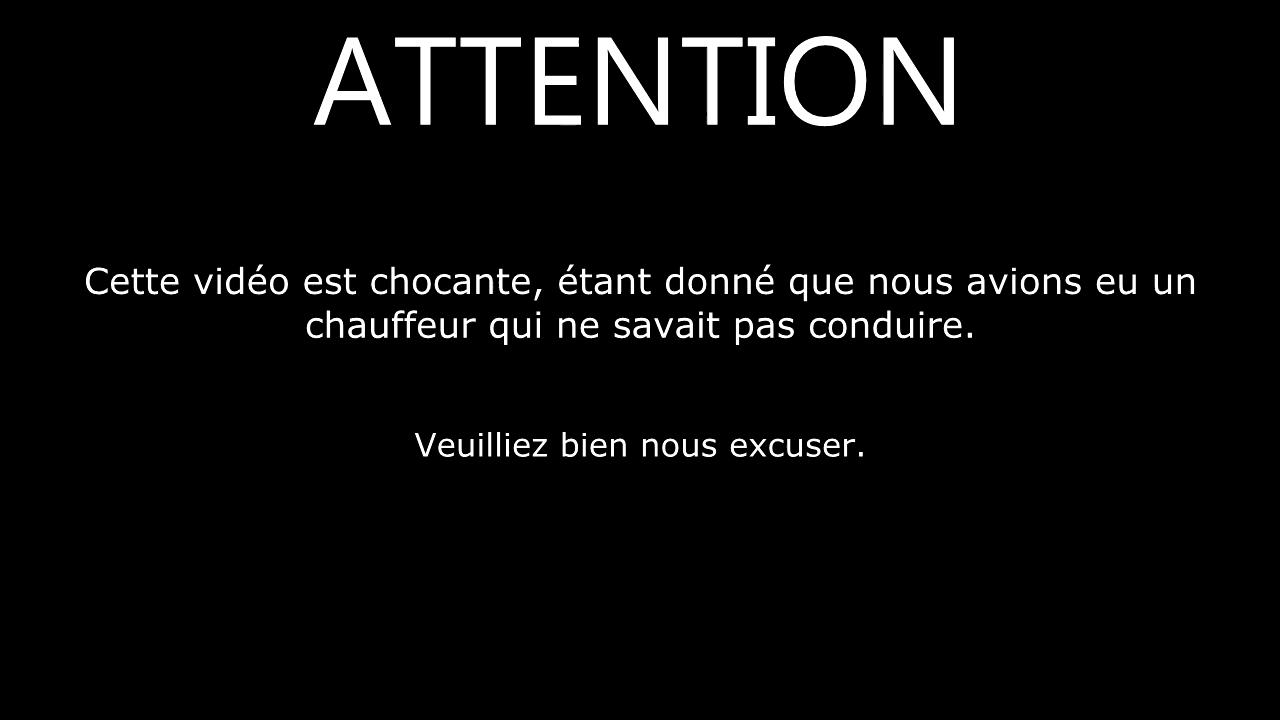 ATTENTION
Cette vidéo est chocante, étant donné que nous avions eu un
chauffeur qui ne savait pas conduire.
Veuilliez bien nous excuser.